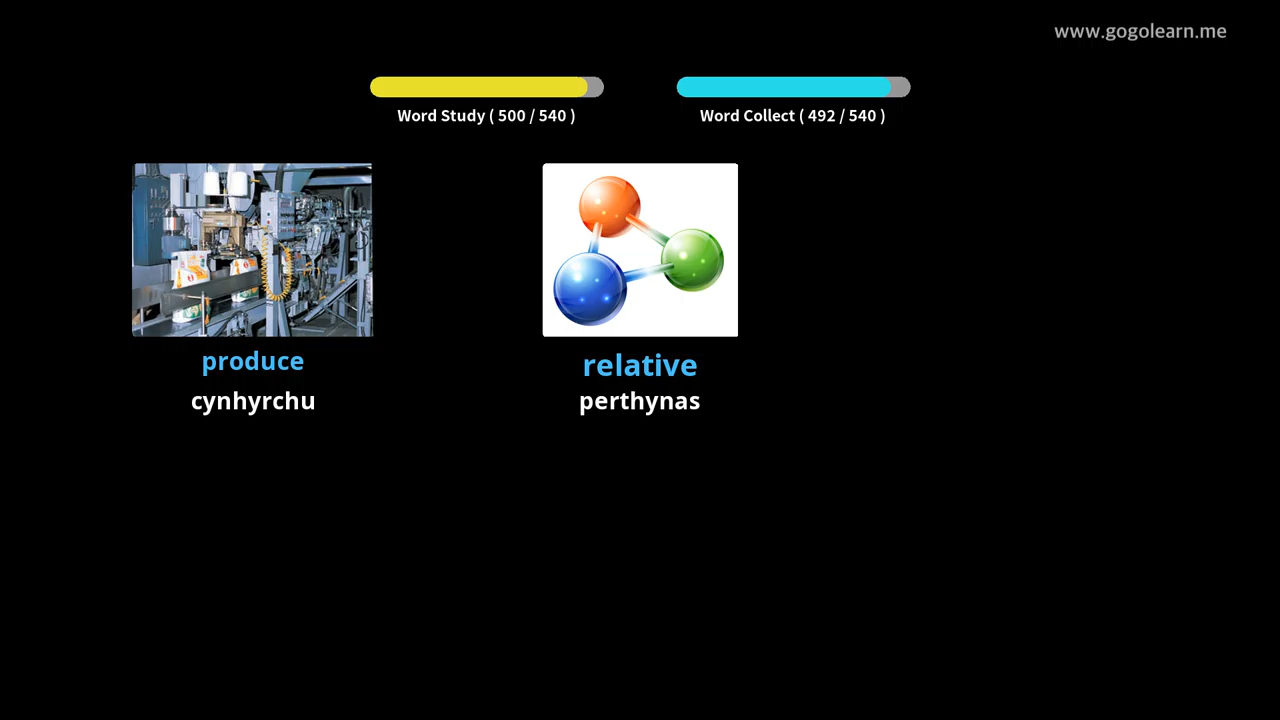 www.gogolearn.me
Word Study ( 500 / 540 )
Word Collect ( 492 / 540 )
produce
cynhyrchu
relative
perthynas